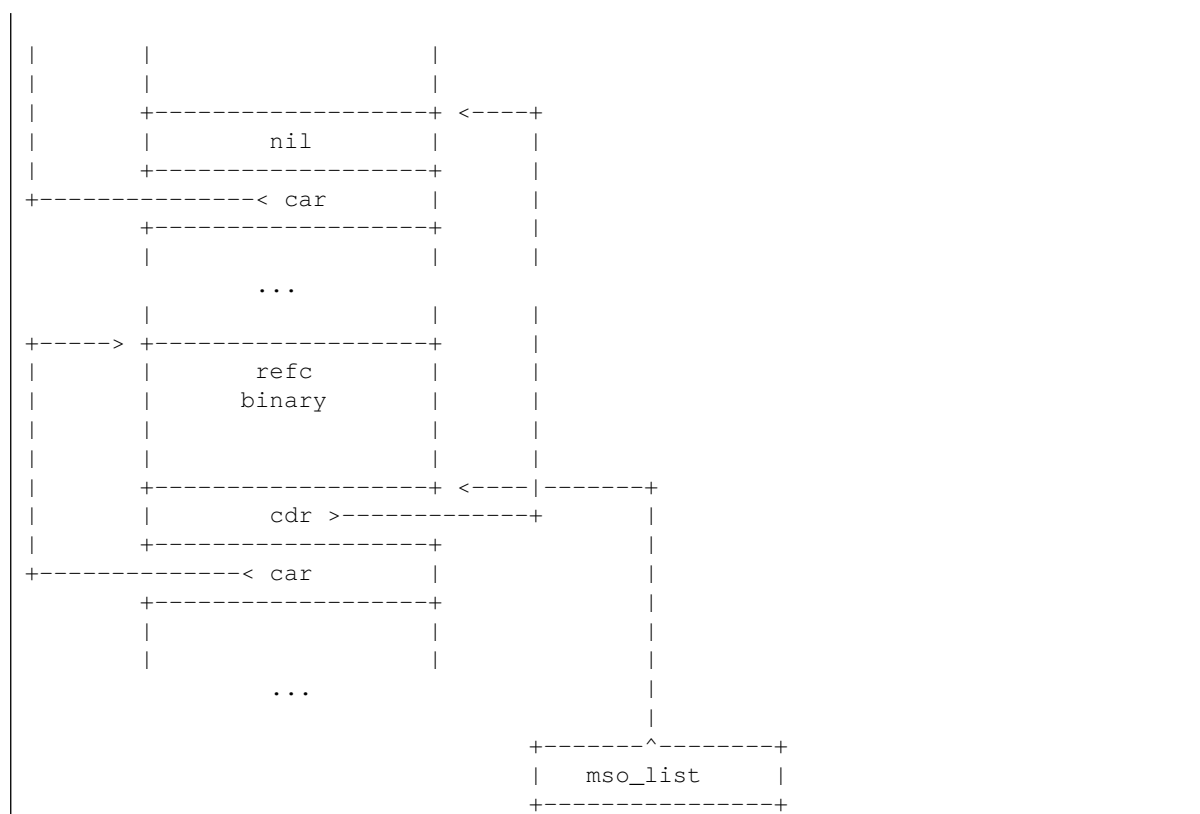 |       |                   |
|       |                   |
|       +-------------------+ <----+
|       |        nil        |      |
|       +-------------------+      |
+---------------< car       |      |
        +-------------------+      |
        |                   |      |
                ...
        |                   |      |
+-----> +-------------------+      |
|       |       refc        |      |
|       |      binary       |      |
|       |                   |      |
|       |                   |      |
|       +-------------------+ <----|-------+
|       |        cdr >-------------+       |
|       +-------------------+              |
+--------------< car        |              |
        +-------------------+              |
        |                   |              |
        |                   |              |
                 ...                       |
                                           |
                                   +-------^--------+
                                   |   mso_list     |
                                   +----------------+